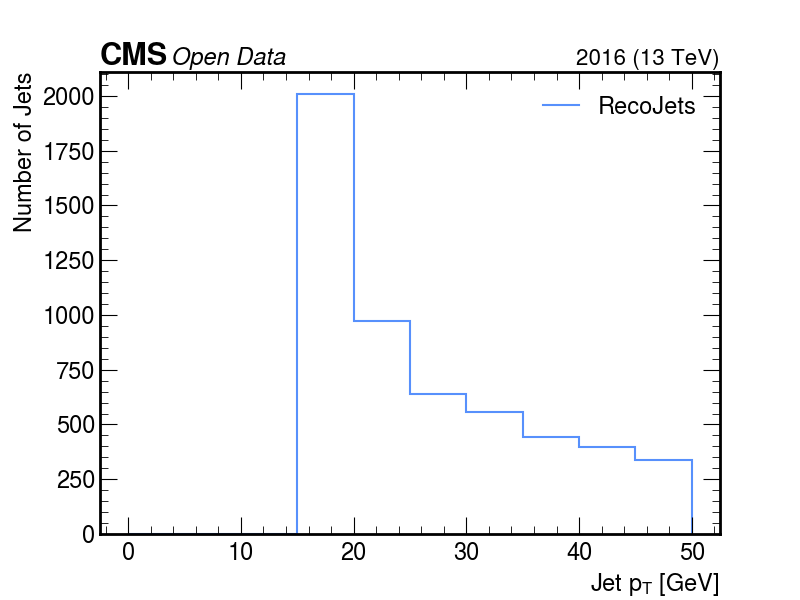 CMS Open Data
2016 (13 TeV)
Number of Jets
RecoJets
2000
1750
1500
1250
1000
750
500
250
0
0 10 20 30 40 50
Jet p_T [GeV]